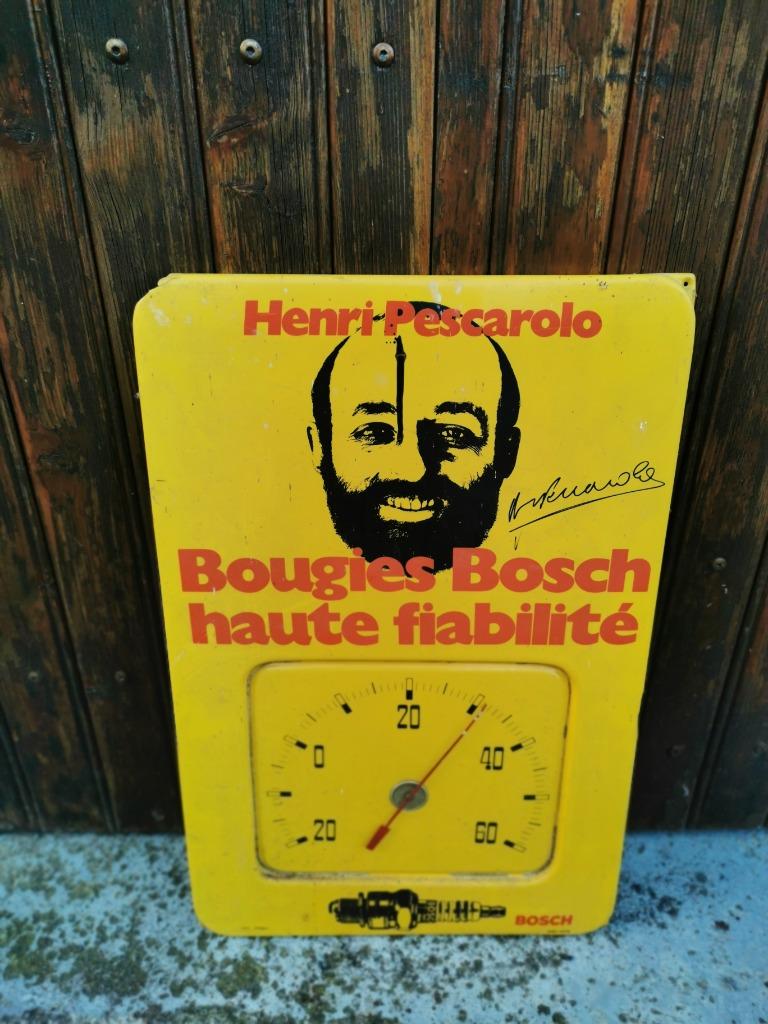 Henri Pescarolo
Bougies Bosch
haute fiabilité
20
0
40
20
60
BOSCH